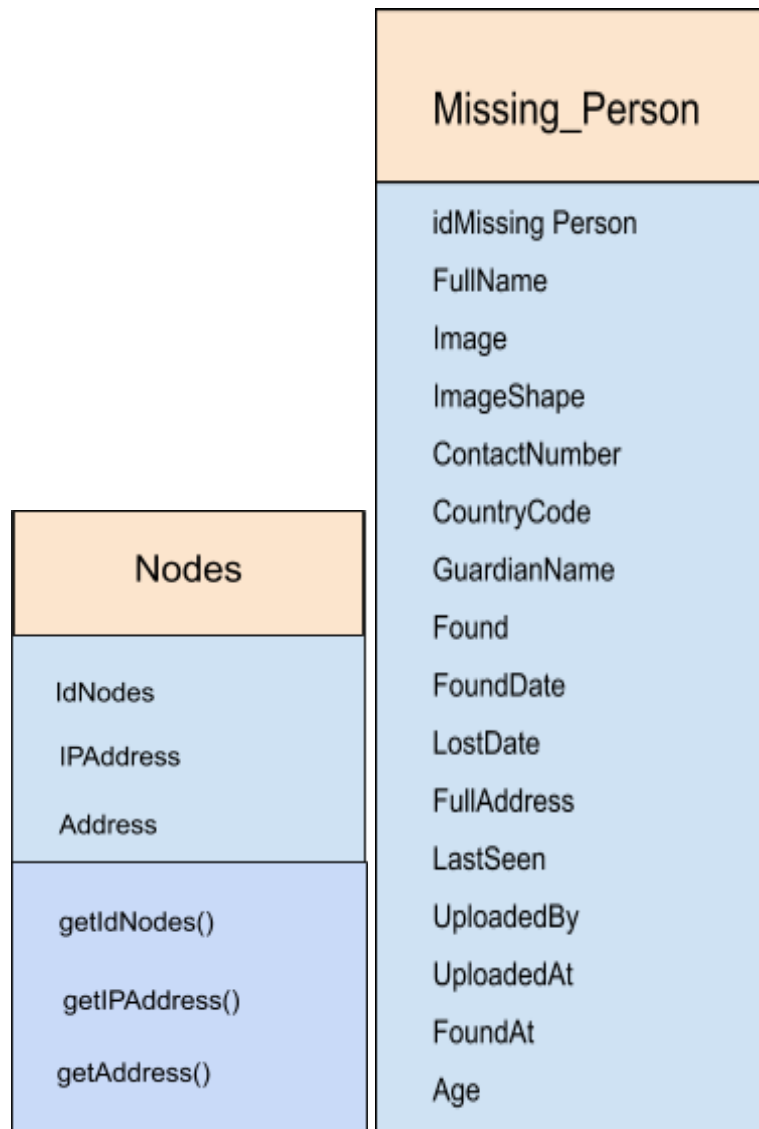 Missing_Person
idMissing Person
FullName
Image
ImageShape
ContactNumber
CountryCode
GuardianName
Found
FoundDate
LostDate
FullAddress
LastSeen
UploadedBy
UploadedAt
FoundAt
Age
Nodes
IdNodes
IPAddress
Address
getIdNodes()
getIPAddress()
getAddress()